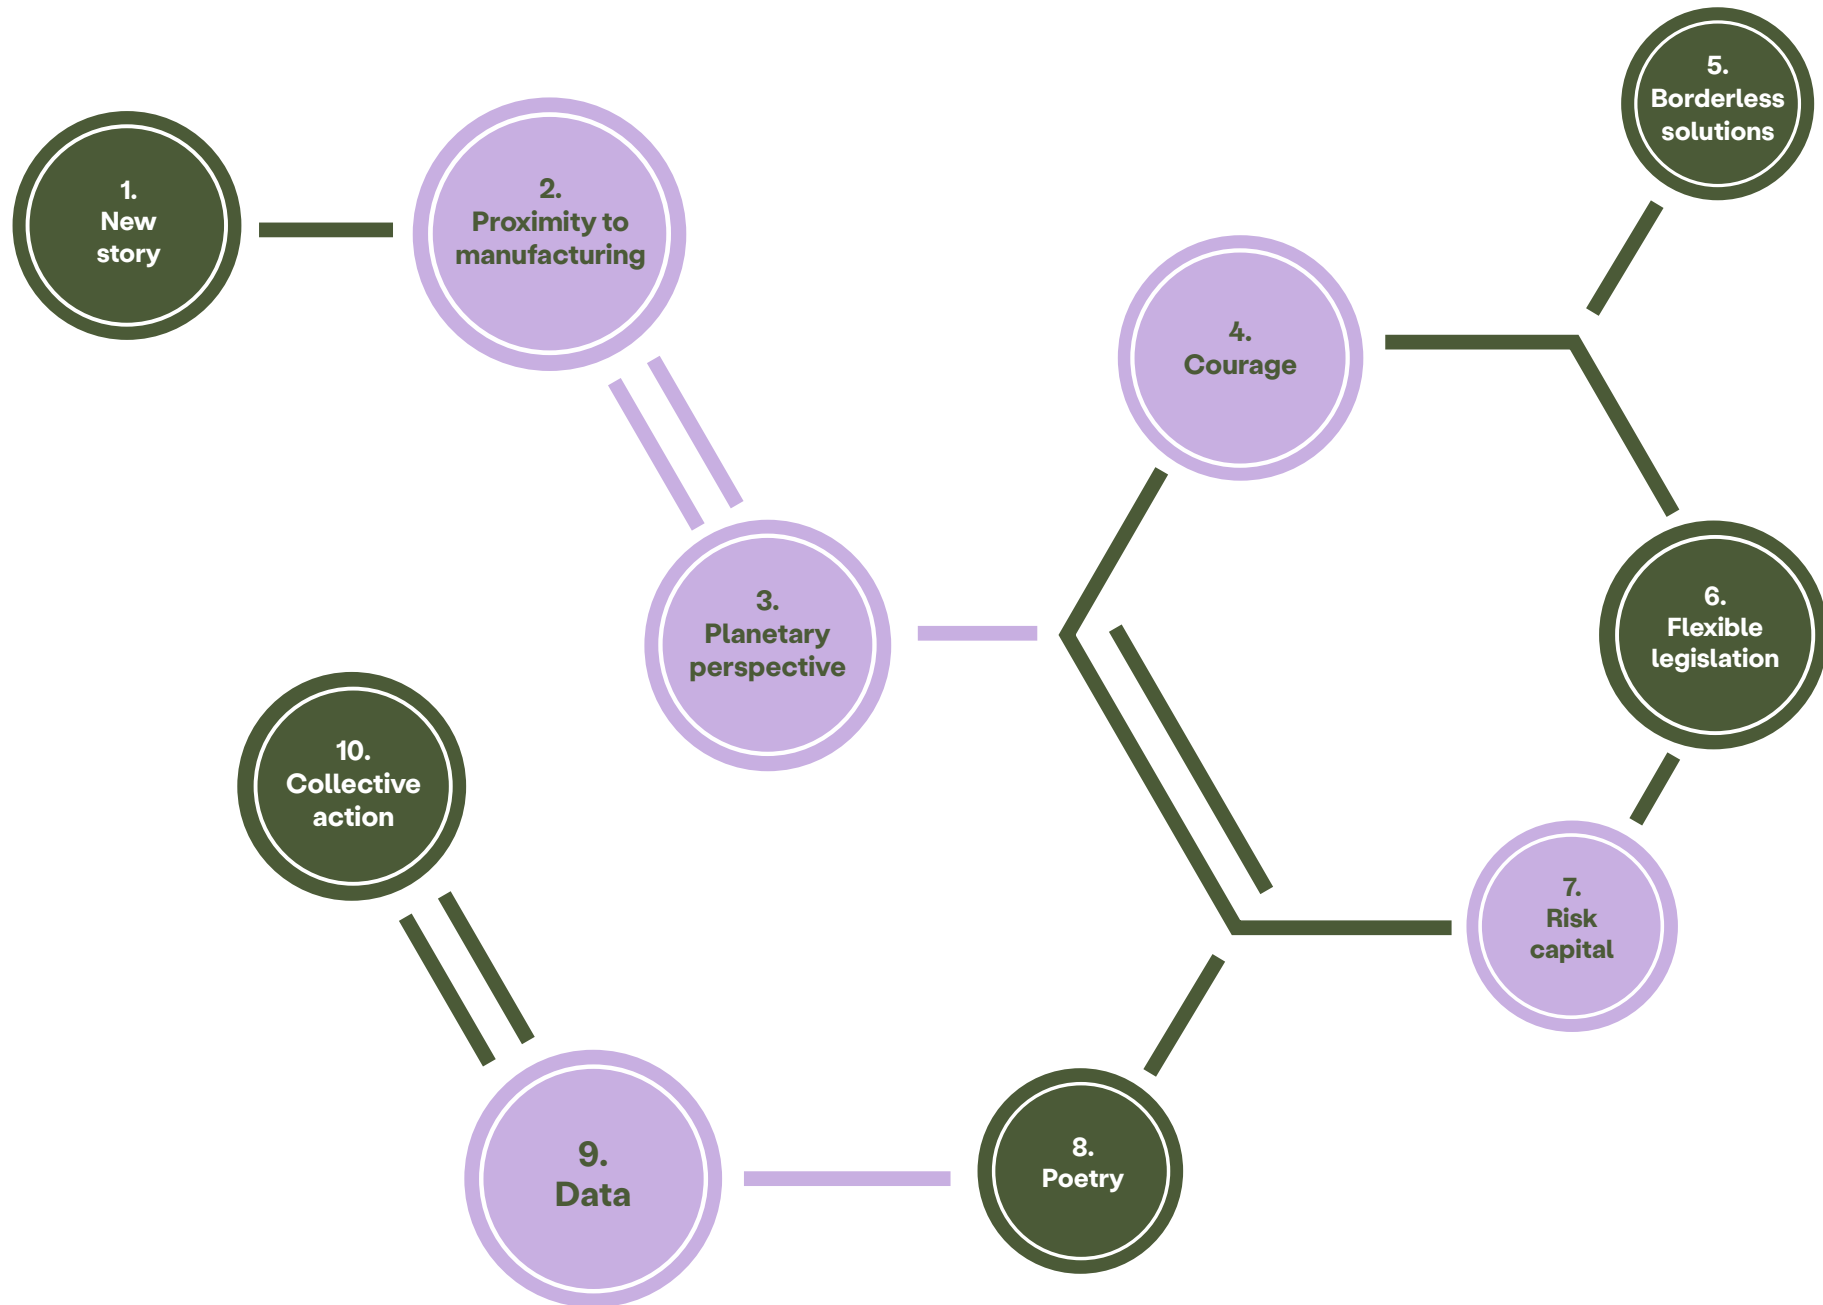 1.
New
story
2.
Proximity to
manufacturing
3.
Planetary
perspective
4.
Courage
5.
Borderless
solutions
6.
Flexible
legislation
7.
Risk
capital
8.
Poetry
9.
Data
10.
Collective
action